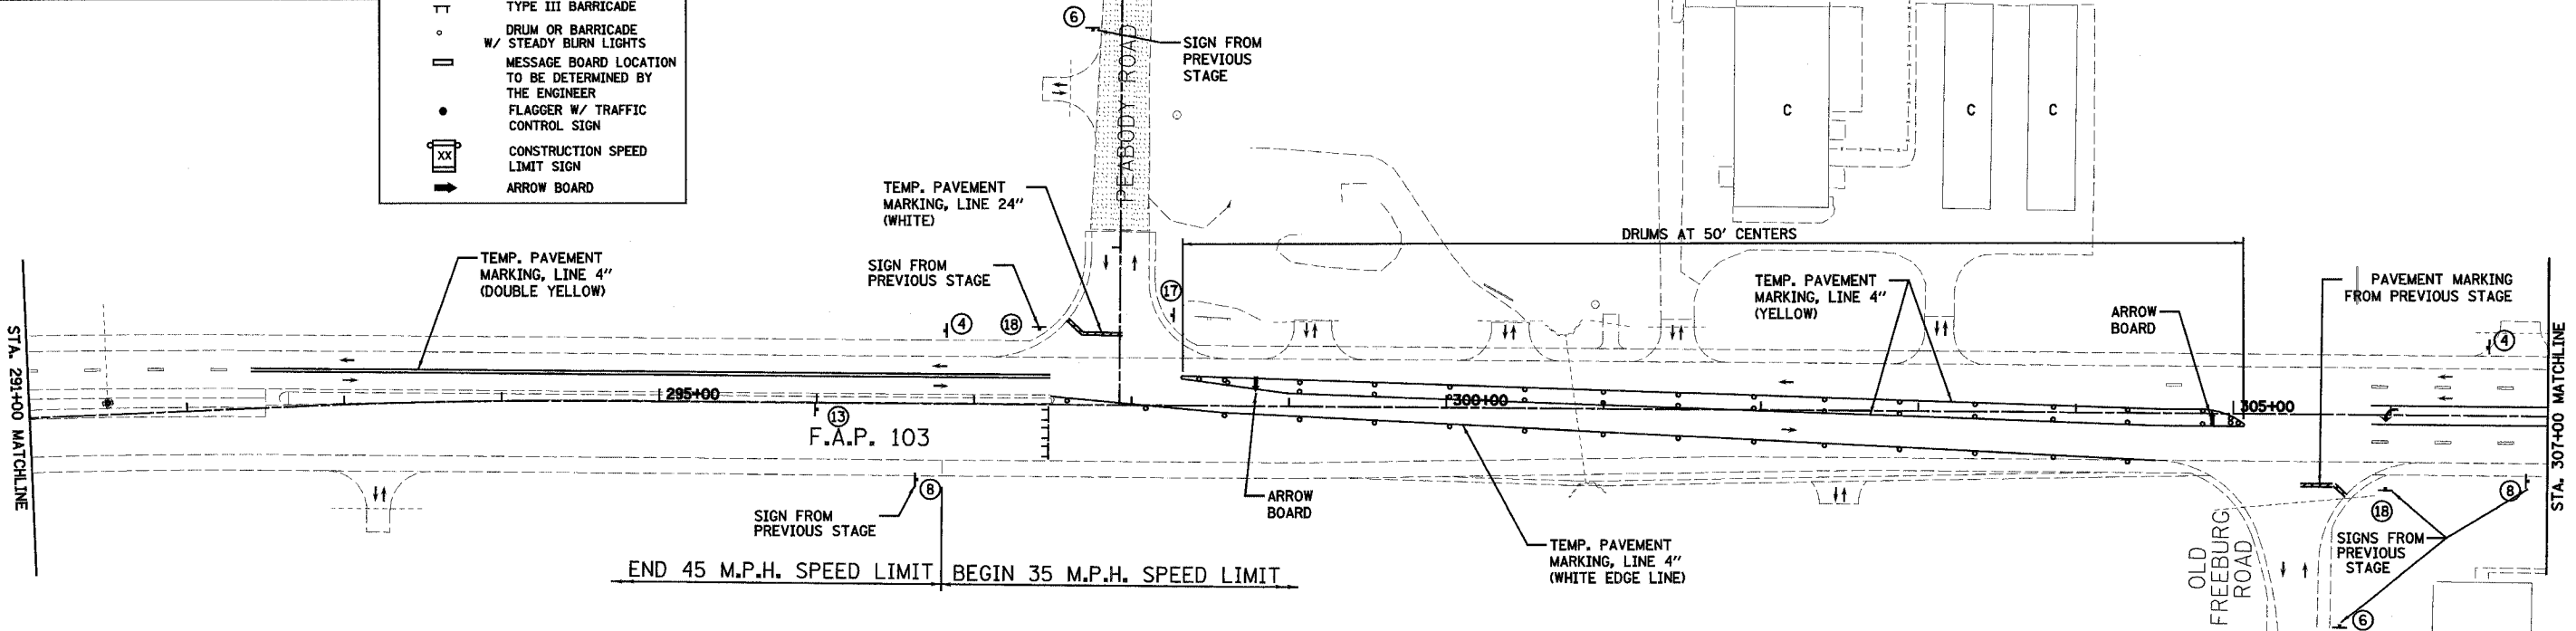 TYPE III BARRICADE
DRUM OR BARRICADE
W/ STEADY BURN LIGHTS
MESSAGE BOARD LOCATION
TO BE DETERMINED BY
THE ENGINEER
FLAGGER W/ TRAFFIC
CONTROL SIGN
XX
CONSTRUCTION SPEED
LIMIT SIGN
ARROW BOARD
6
SIGN FROM
PREVIOUS
STAGE
PEABODY ROAD
C
C
C
TEMP. PAVEMENT
MARKING, LINE 24"
(WHITE)
DRUMS AT 50' CENTERS
TEMP. PAVEMENT
MARKING, LINE 4"
(DOUBLE YELLOW)
SIGN FROM
PREVIOUS STAGE
17
TEMP. PAVEMENT
MARKING, LINE 4"
(YELLOW)
PAVEMENT MARKING
FROM PREVIOUS STAGE
ARROW
BOARD
4
18
4
STA. 291+00 MATCHLINE
STA. 307+00 MATCHLINE
295+00
300+00
305+00
13
F.A.P. 103
8
SIGN FROM
PREVIOUS STAGE
ARROW
BOARD
8
18
SIGNS FROM
PREVIOUS
STAGE
TEMP. PAVEMENT
MARKING, LINE 4"
(WHITE EDGE LINE)
OLD
FREEBURG
ROAD
END 45 M.P.H. SPEED LIMIT
BEGIN 35 M.P.H. SPEED LIMIT
6